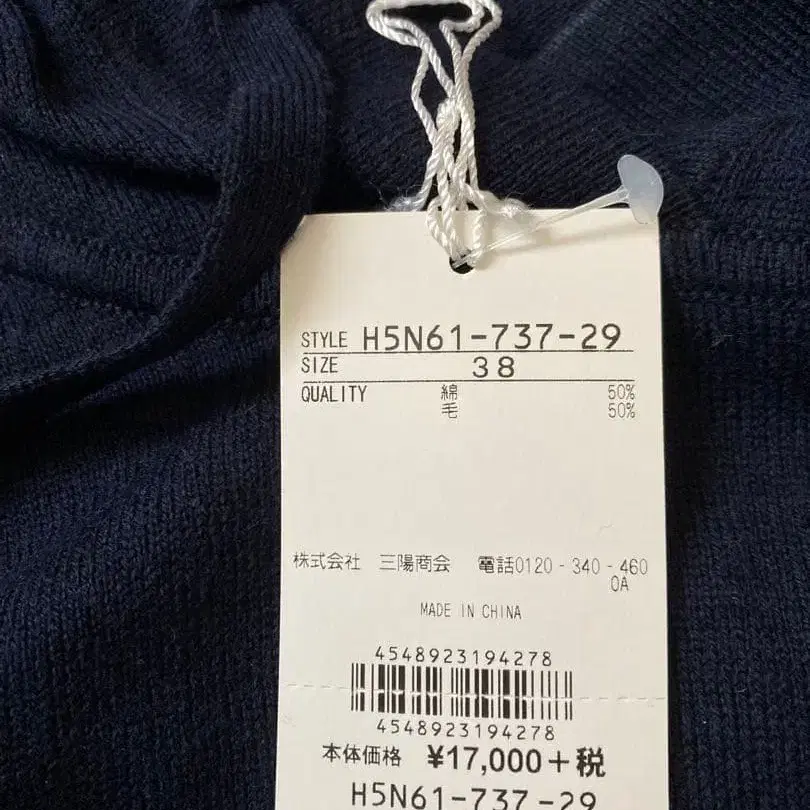 STYLE H5N61-737-29
SIZE 38
QUALITY 綿 50%
毛 50%
株式会社 三陽商会 電話0120-340-460
0A
MADE IN CHINA
4548923194278
4548923194278
本体価格 ¥17,000+税
H5N61-737-29